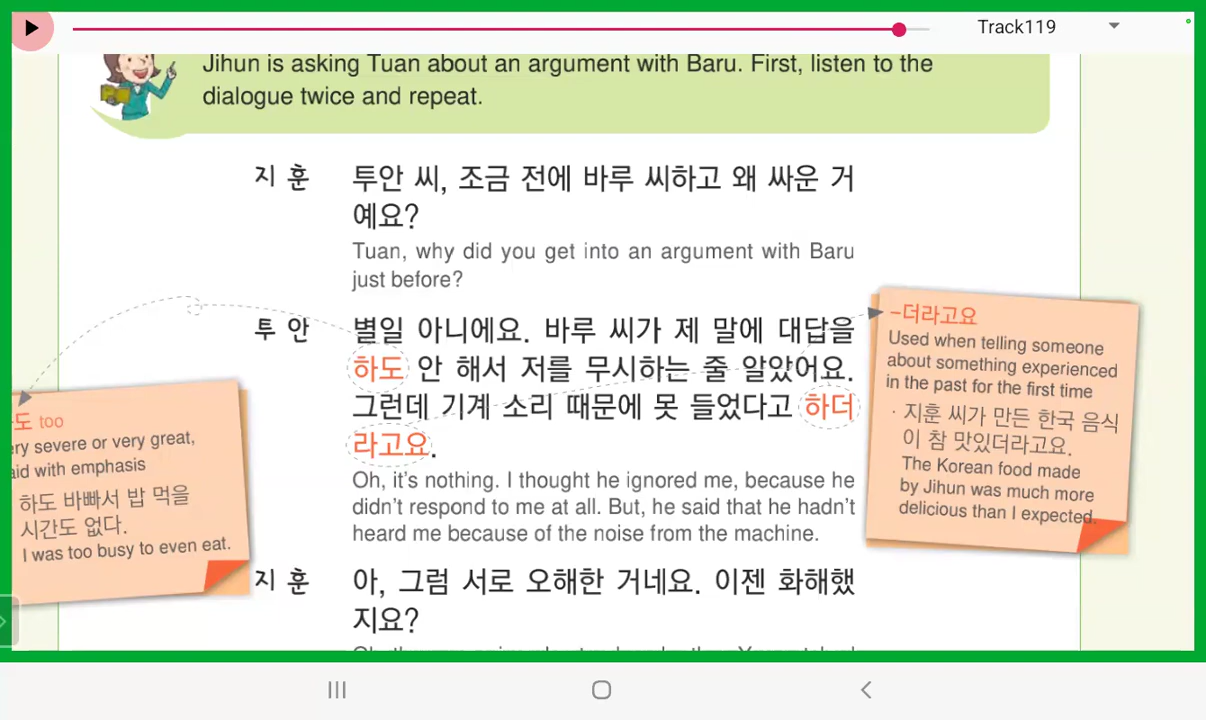 Track119
Jihun is asking Tuan about an argument with Baru. First, listen to the
dialogue twice and repeat.
지 훈 투안 씨, 조금 전에 바루 씨하고 왜 싸운 거
예요?
Tuan, why did you get into an argument with Baru
just before?
투 안 별일 아니에요. 바루 씨가 제 말에 대답을
하도 안 해서 저를 무시하는 줄 알았어요.
그런데 기계 소리 때문에 못 들었다고 하더
라고요.
Oh, it's nothing. I thought he ignored me, because he
didn't respond to me at all. But, he said that he hadn't
heard me because of the noise from the machine.
지 훈 아, 그럼 서로 오해한 거네요. 이젠 화해했
지요?
도 too
ery severe or very great,
aid with emphasis
하도 바빠서 밥 먹을
시간도 없다.
I was too busy to even eat.
-더라고요
Used when telling someone
about something experienced
in the past for the first time
· 지훈 씨가 만든 한국 음식
이 참 맛있더라고요.
The Korean food made
by Jihun was much more
delicious than I expected.